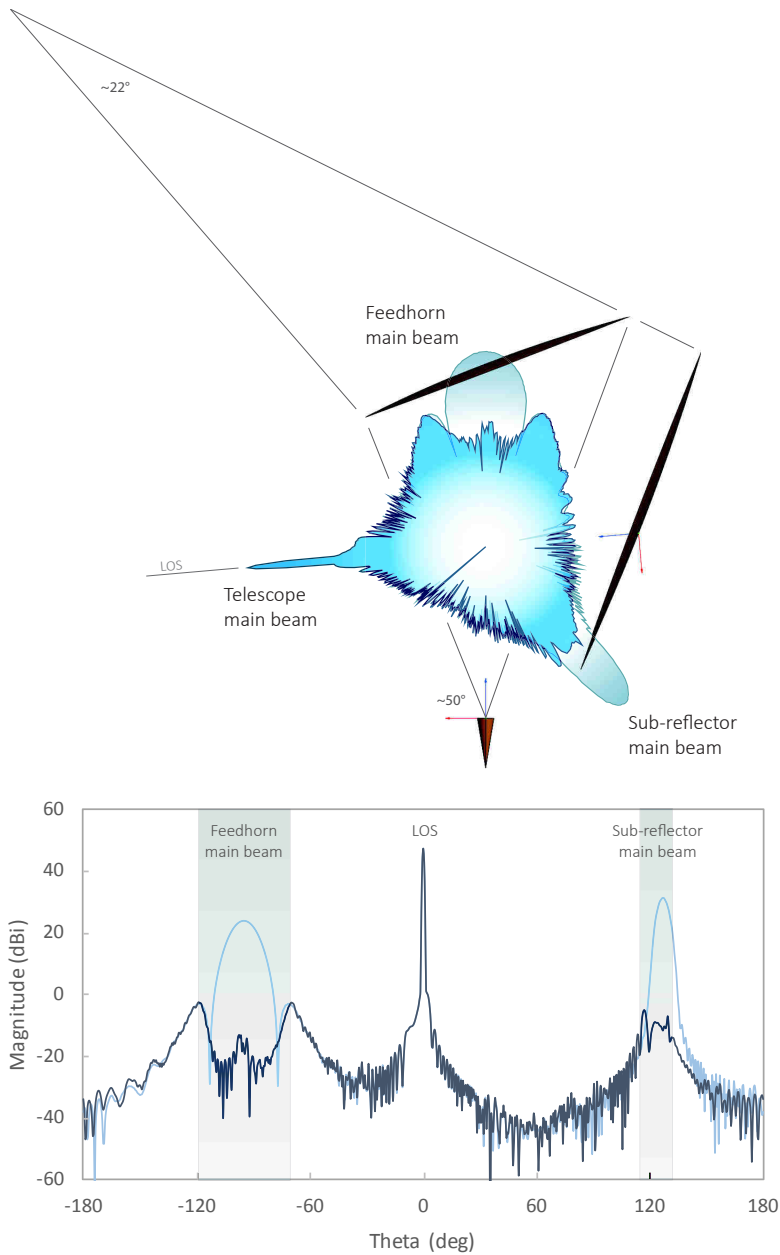 ~22°
Feedhorn
main beam
LOS
Telescope
main beam
~50°
Sub-reflector
main beam
60
40
20
0
-20
-40
-60
Magnitude (dBi)
Feedhorn
main beam
LOS
Sub-reflector
main beam
-180
-120
-60
0
60
120
180
Theta (deg)